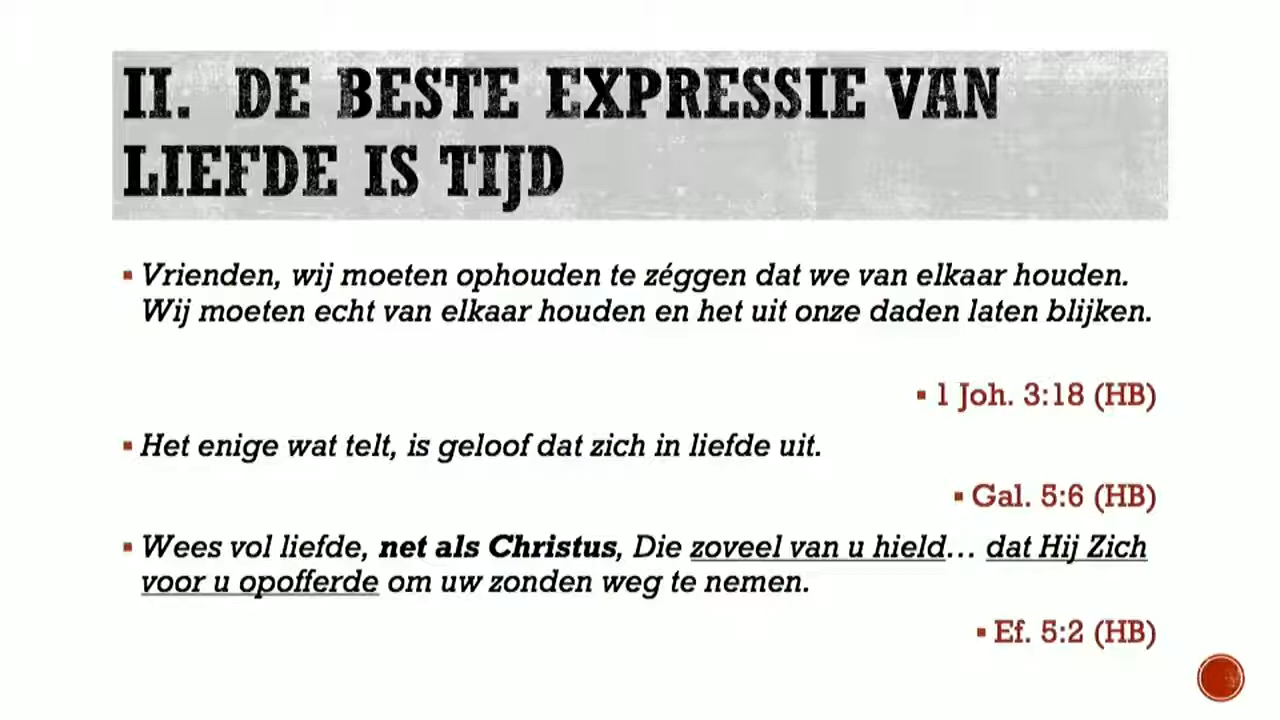 II. DE BESTE EXPRESSIE VAN
LIEFDE IS TIJD
▪ Vrienden, wij moeten ophouden te zéggen dat we van elkaar houden.
Wij moeten echt van elkaar houden en het uit onze daden laten blijken.
▪ 1 Joh. 3:18 (HB)
▪ Het enige wat telt, is geloof dat zich in liefde uit.
▪ Gal. 5:6 (HB)
▪ Wees vol liefde, net als Christus, Die zoveel van u hield… dat Hij Zich
voor u opofferde om uw zonden weg te nemen.
▪ Ef. 5:2 (HB)